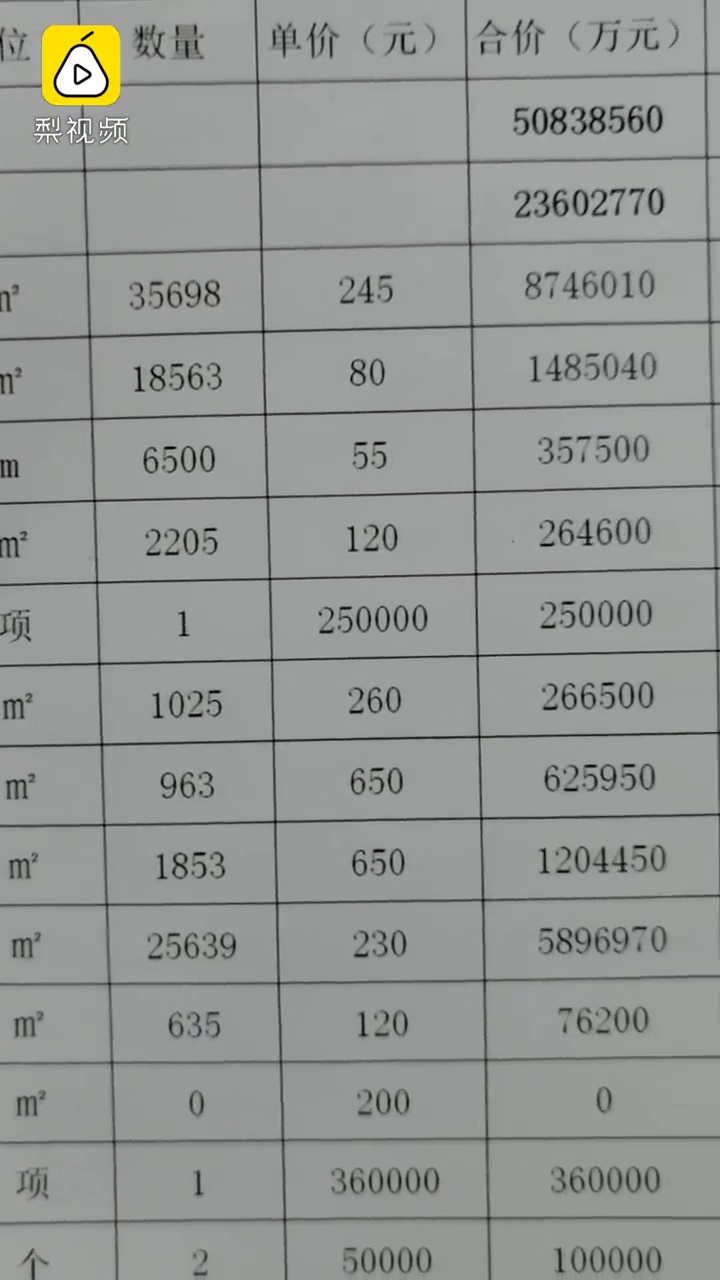 位 数量 单价（元） 合价（万元）
梨视频
50838560
23602770
m² 35698 245 8746010
m² 18563 80 1485040
m 6500 55 357500
m² 2205 120 264600
项 1 250000 250000
m² 1025 260 266500
m² 963 650 625950
m² 1853 650 1204450
m² 25639 230 5896970
m² 635 120 76200
m² 0 200 0
项 1 360000 360000
个 2 50000 100000